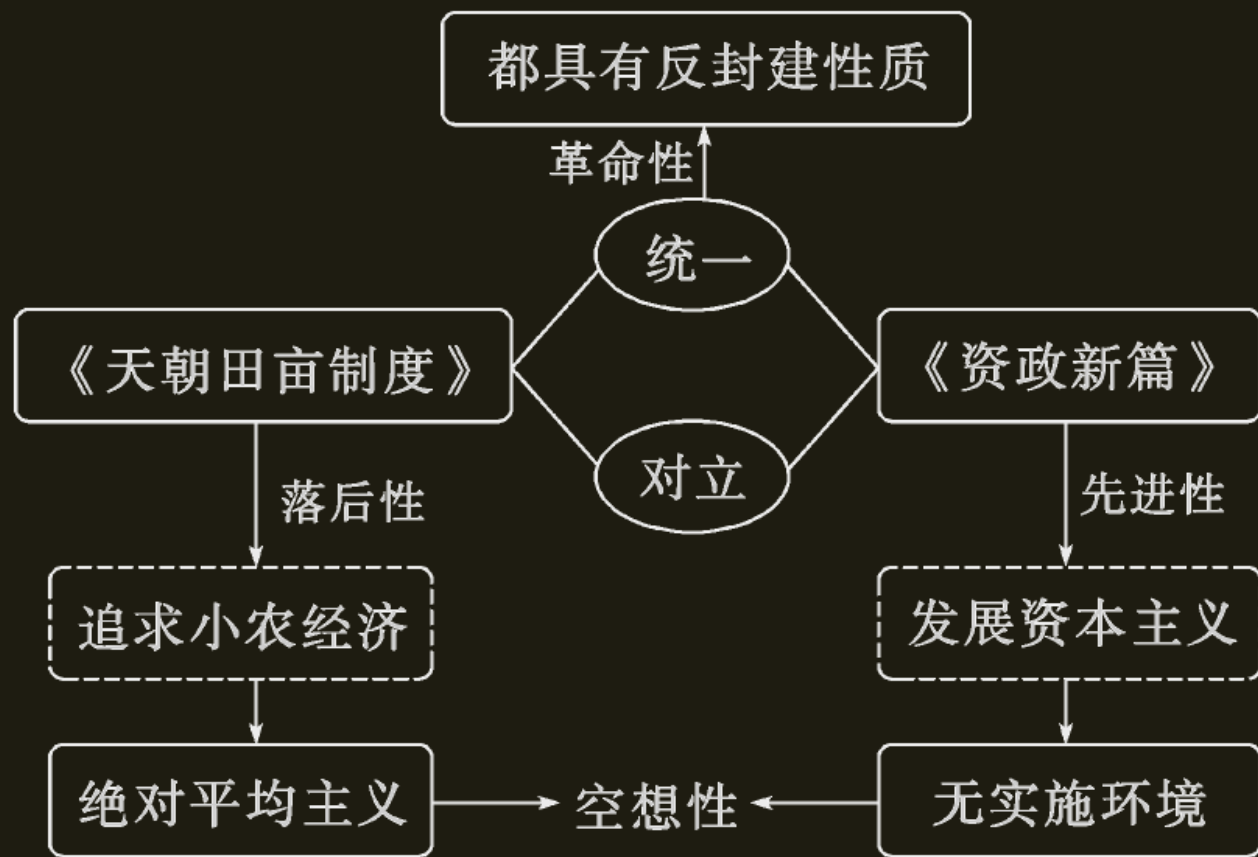 都具有反封建性质
革命性
统一
《天朝田亩制度》
《资政新篇》
对立
落后性
先进性
追求小农经济
发展资本主义
绝对平均主义
空想性
无实施环境